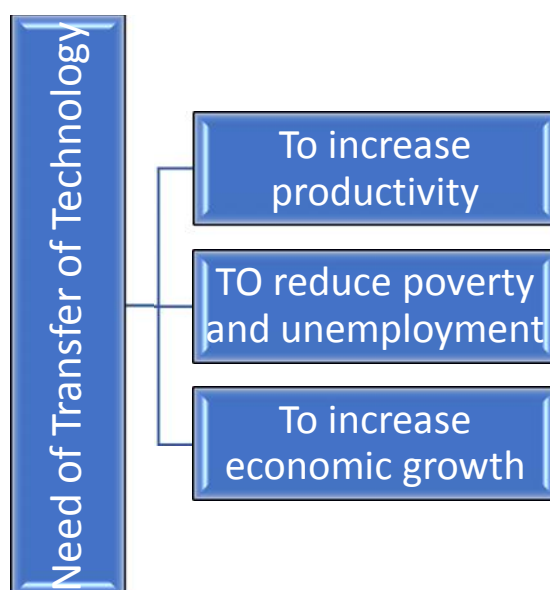 Need of Transfer of Technology
To increase
productivity
TO reduce poverty
and unemployment
To increase
economic growth